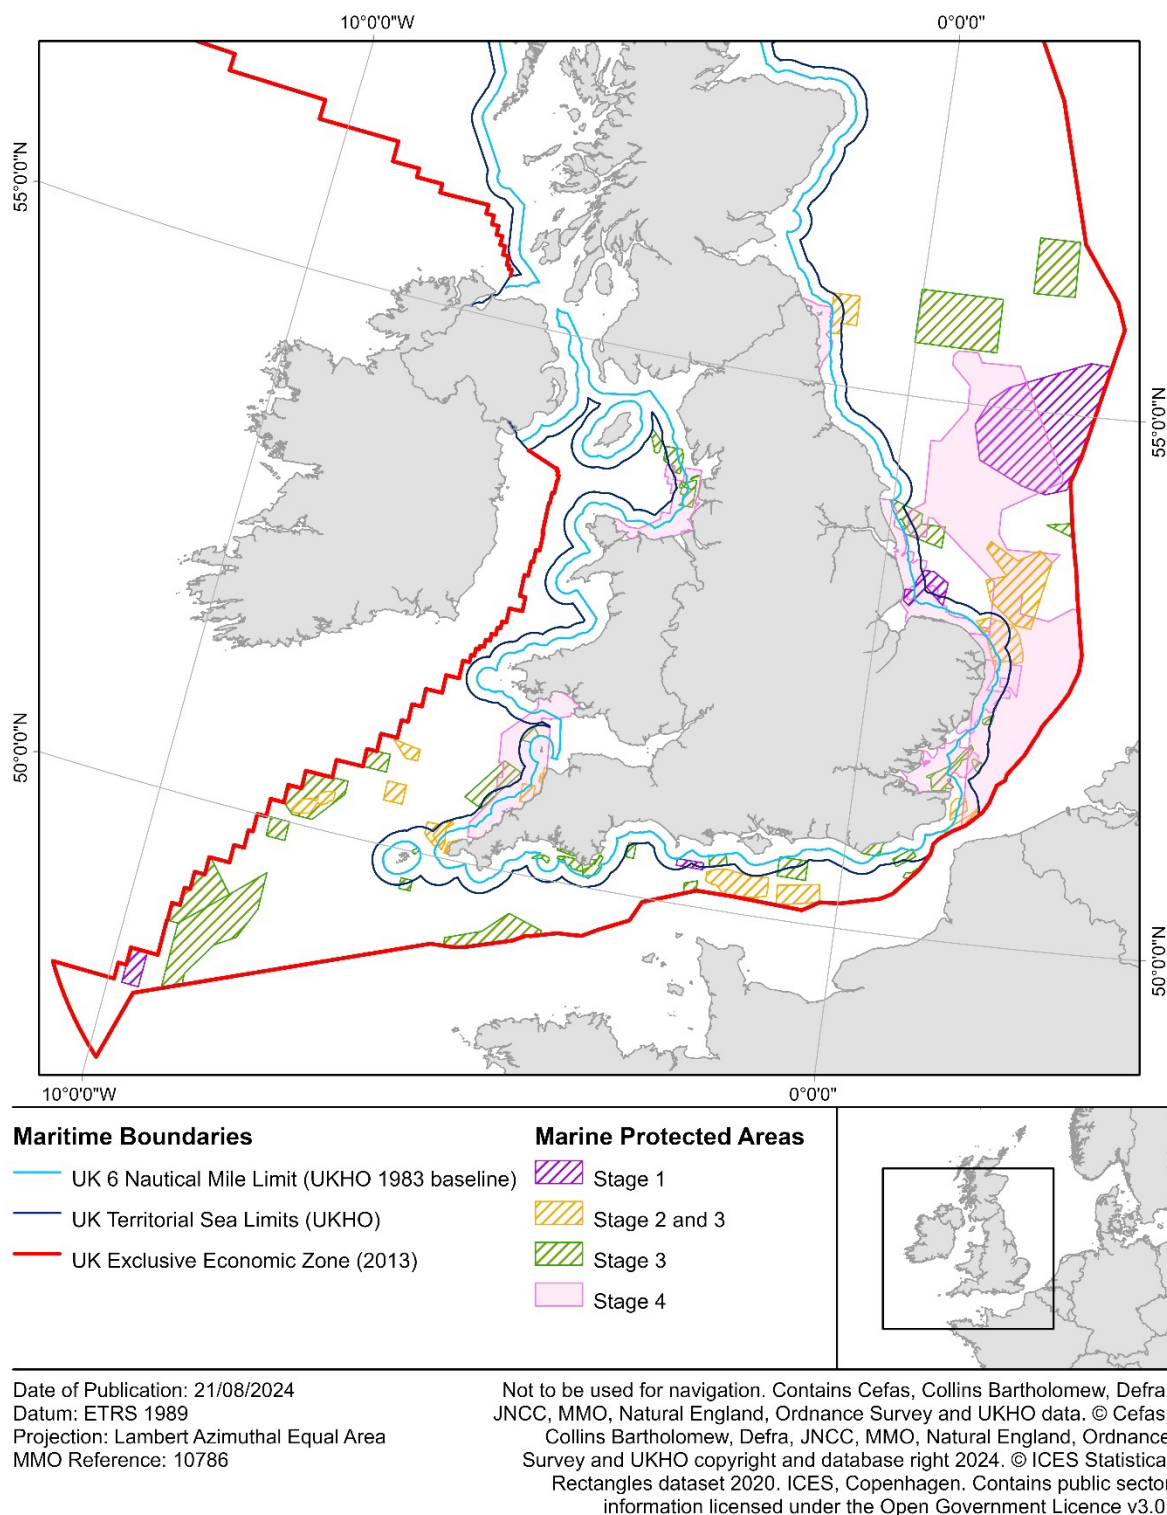 10°0'0"W
0°0'0"
55°0'0"N
55°0'0"N
50°0'0"N
50°0'0"N
10°0'0"W
0°0'0"
Maritime Boundaries
UK 6 Nautical Mile Limit (UKHO 1983 baseline)
UK Territorial Sea Limits (UKHO)
UK Exclusive Economic Zone (2013)
Marine Protected Areas
Stage 1
Stage 2 and 3
Stage 3
Stage 4
Date of Publication: 21/08/2024
Datum: ETRS 1989
Projection: Lambert Azimuthal Equal Area
MMO Reference: 10786
Not to be used for navigation. Contains Cefas, Collins Bartholomew, Defra,
JNCC, MMO, Natural England, Ordnance Survey and UKHO data. © Cefas,
Collins Bartholomew, Defra, JNCC, MMO, Natural England, Ordnance
Survey and UKHO copyright and database right 2024. © ICES Statistical
Rectangles dataset 2020. ICES, Copenhagen. Contains public sector
information licensed under the Open Government Licence v3.0.